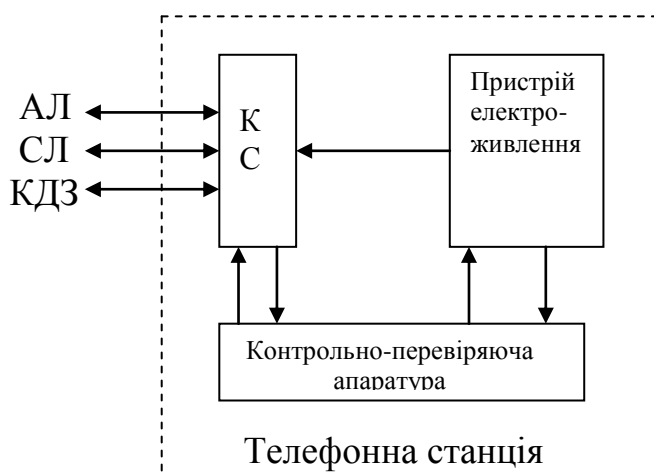 АЛ
СЛ
КДЗ
К
С
Пристрій
електро-
живлення
Контрольно-перевіряюча
апаратура
Телефонна станція